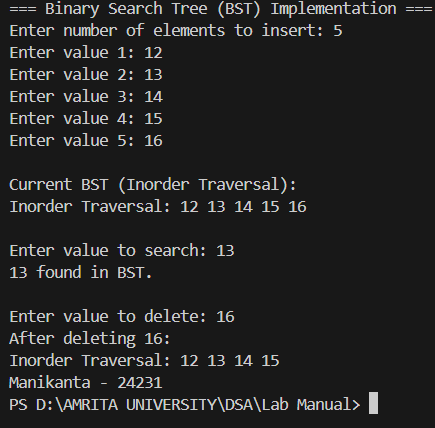 === Binary Search Tree (BST) Implementation ===
Enter number of elements to insert: 5
Enter value 1: 12
Enter value 2: 13
Enter value 3: 14
Enter value 4: 15
Enter value 5: 16
Current BST (Inorder Traversal):
Inorder Traversal: 12 13 14 15 16
Enter value to search: 13
13 found in BST.
Enter value to delete: 16
After deleting 16:
Inorder Traversal: 12 13 14 15
Manikanta - 24231
PS D:\AMRITA UNIVERSITY\DSA\Lab Manual>